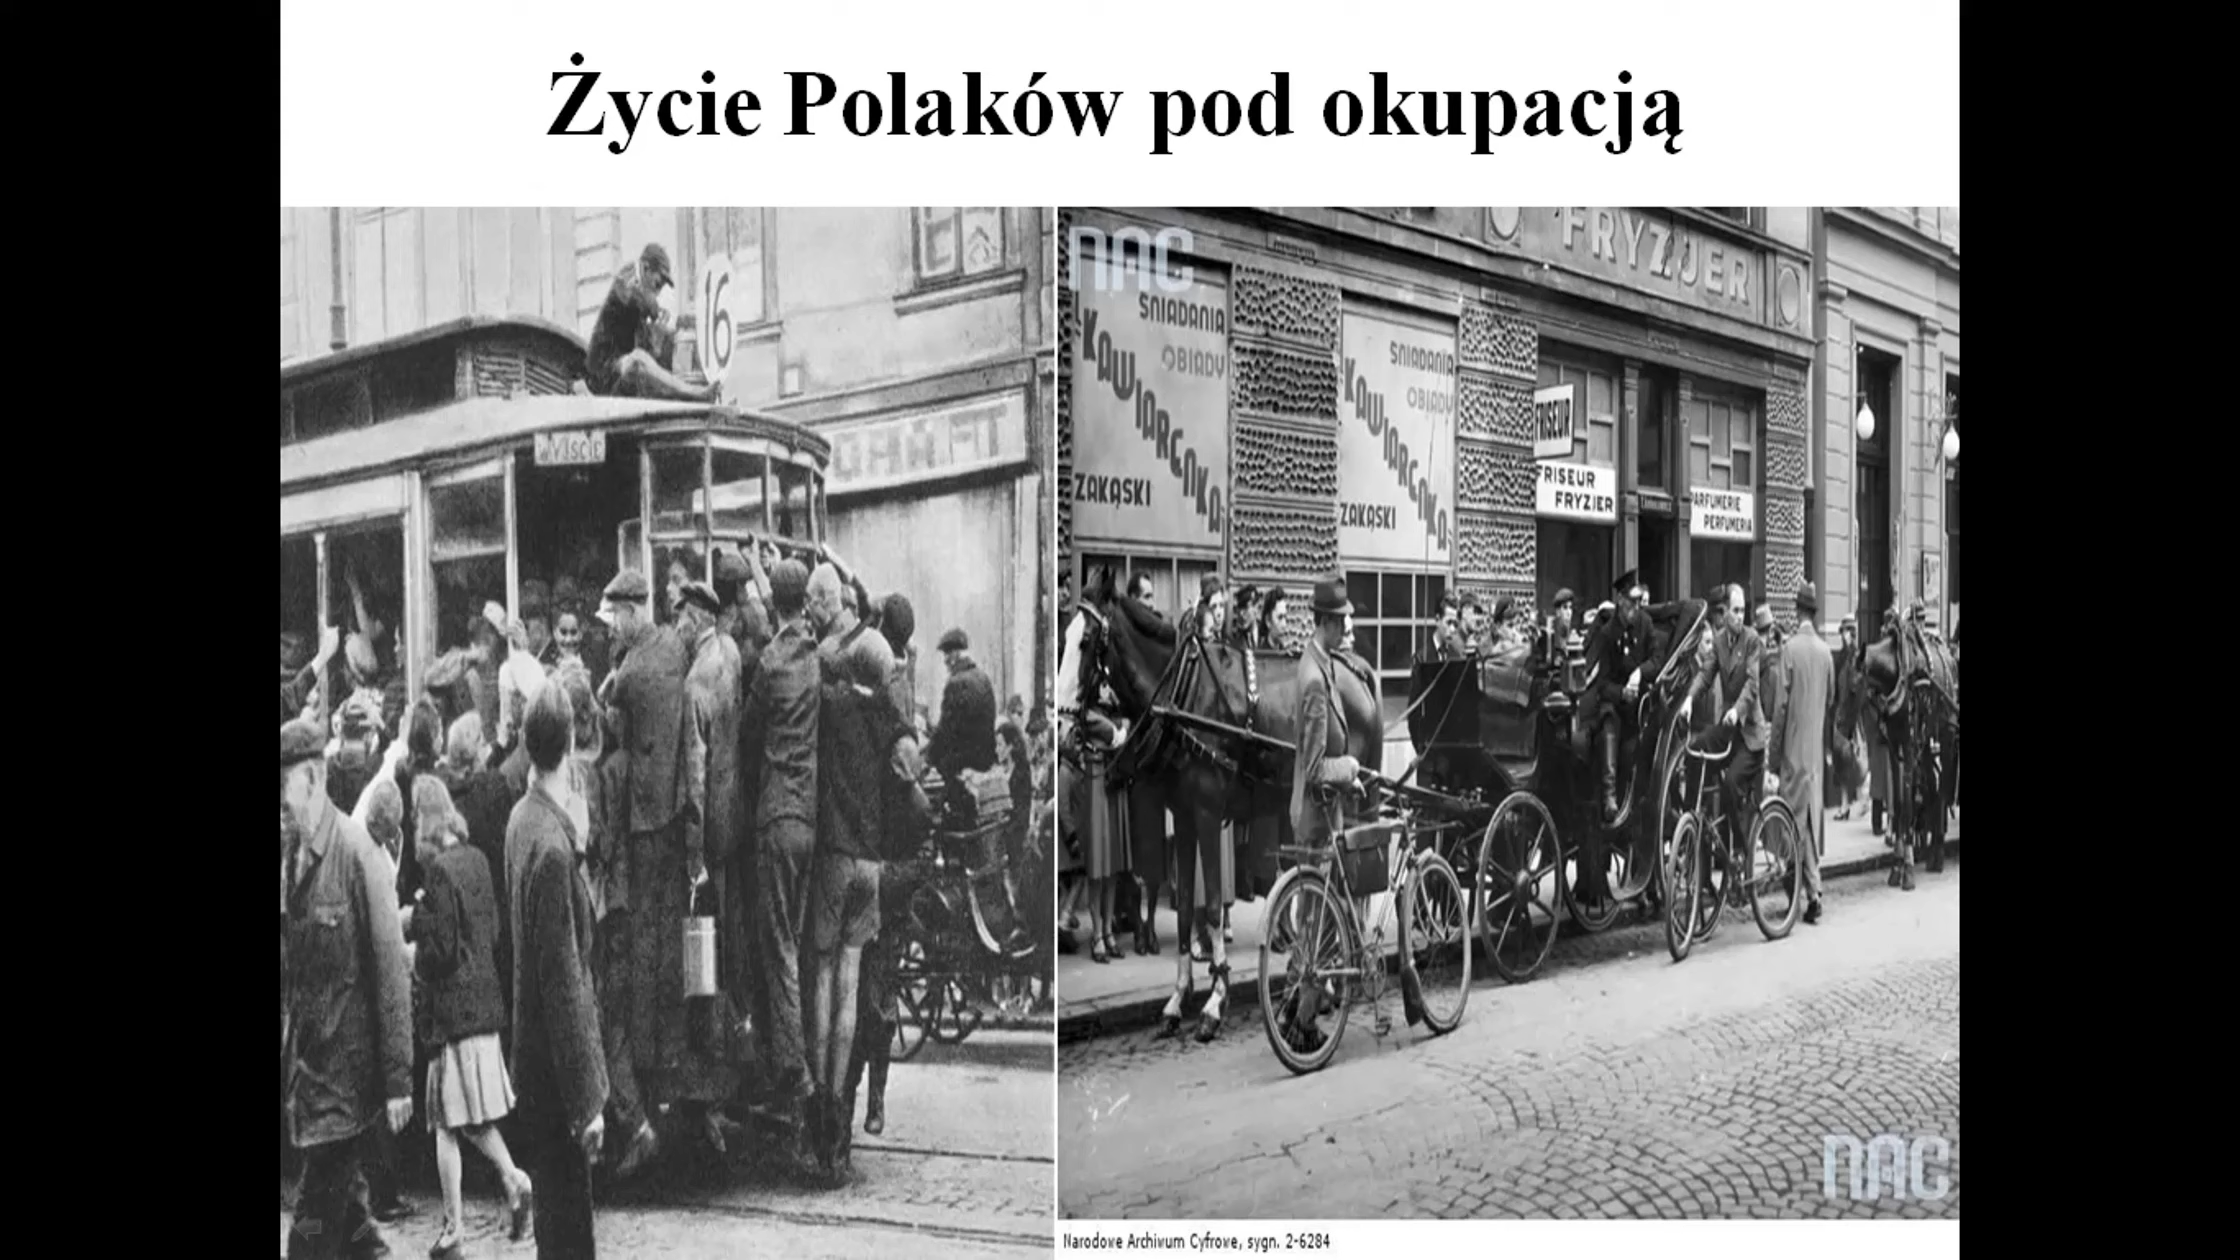 Życie Polaków pod okupacją
16
WYJŚCIE
NAC
ŚNIADANIA
OBIADY
KAWIARENKA
ZAKĄSKI
ŚNIADANIA
OBIADY
KAWIARENKA
ZAKĄSKI
FRYZJER
FRISEUR
FRISEUR
FRYZJER
PARFUMERIE
PERFUMERIA
NAC
Narodowe Archiwum Cyfrowe, sygn. 2-6284